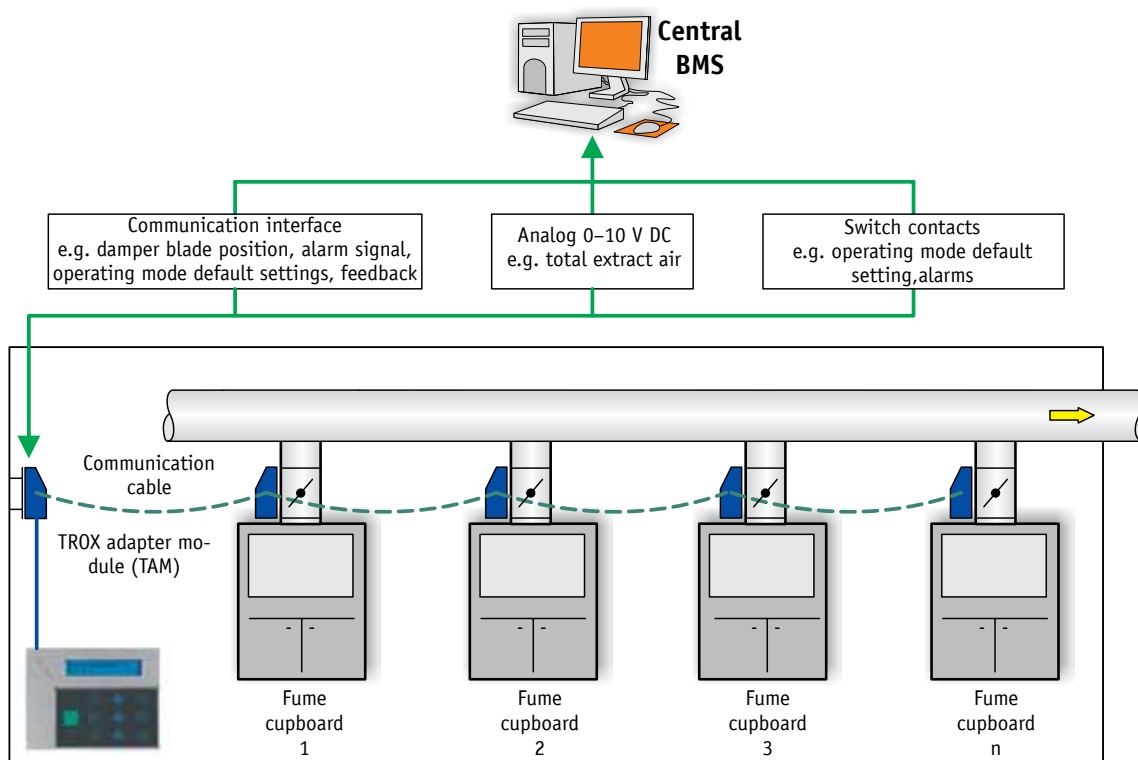 Central
BMS
Communication interface
e.g. damper blade position, alarm signal,
operating mode default settings, feedback
Analog 0–10 V DC
e.g. total extract air
Switch contacts
e.g. operating mode default
setting,alarms
Communication
cable
TROX adapter mo-
dule (TAM)
Fume
cupboard
1
Fume
cupboard
2
Fume
cupboard
3
Fume
cupboard
n